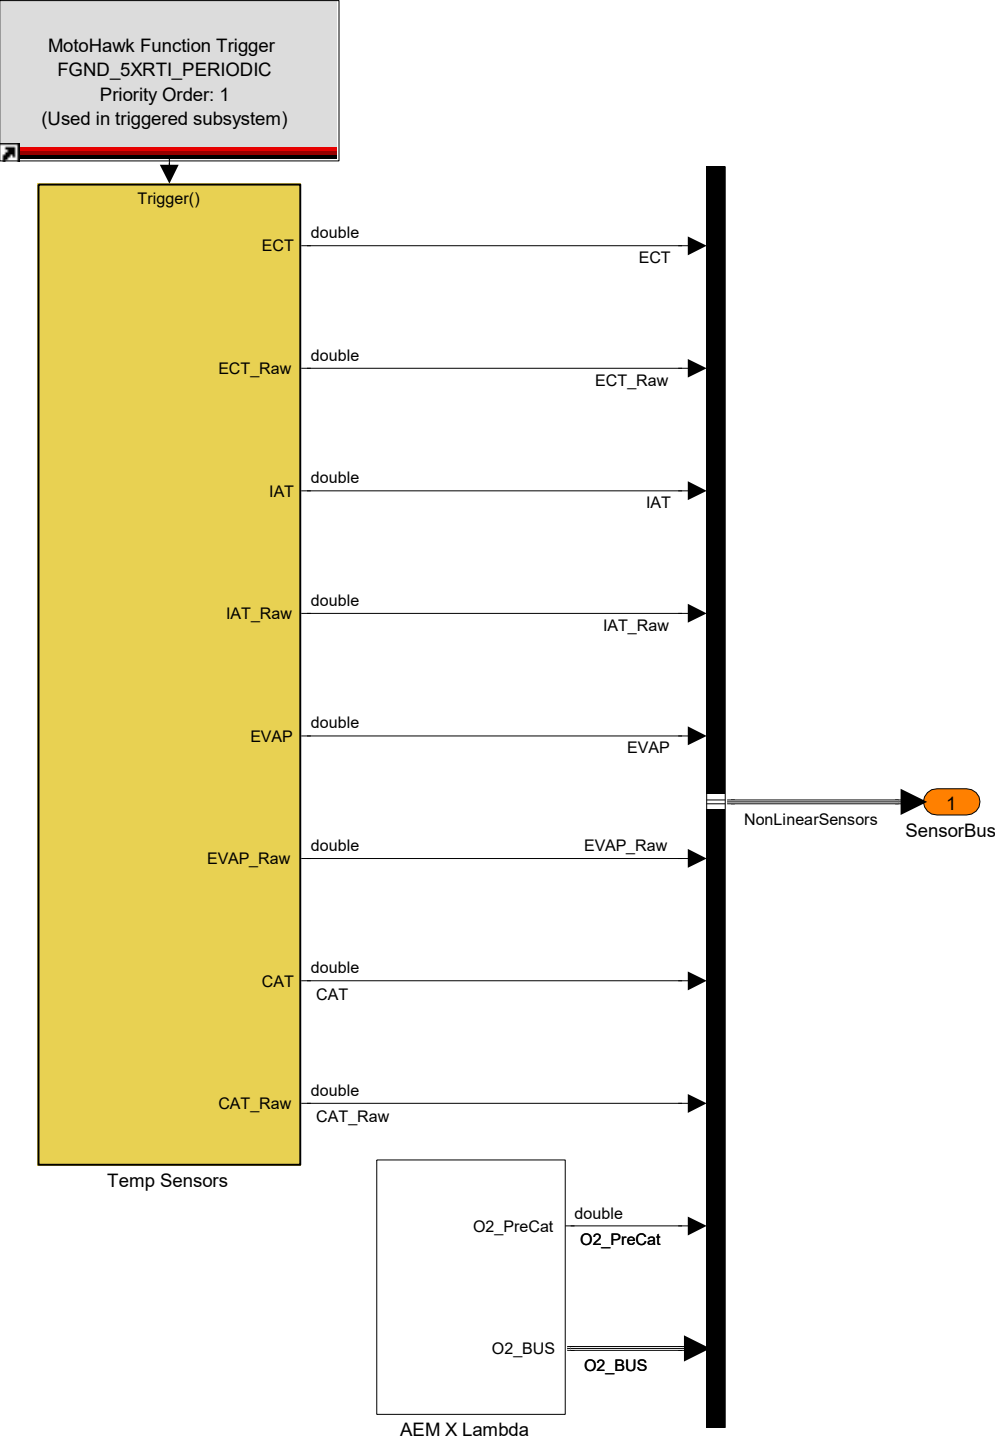 MotoHawk Function Trigger
FGND_5XRTI_PERIODIC
Priority Order: 1
(Used in triggered subsystem)
Trigger()
ECT
double
ECT
ECT_Raw
double
ECT_Raw
IAT
double
IAT
IAT_Raw
double
IAT_Raw
EVAP
double
EVAP
1
NonLinearSensors
SensorBus
EVAP_Raw
double
EVAP_Raw
CAT
double
CAT
CAT_Raw
double
CAT_Raw
Temp Sensors
O2_PreCat
double
O2_PreCat
O2_BUS
O2_BUS
AEM X Lambda